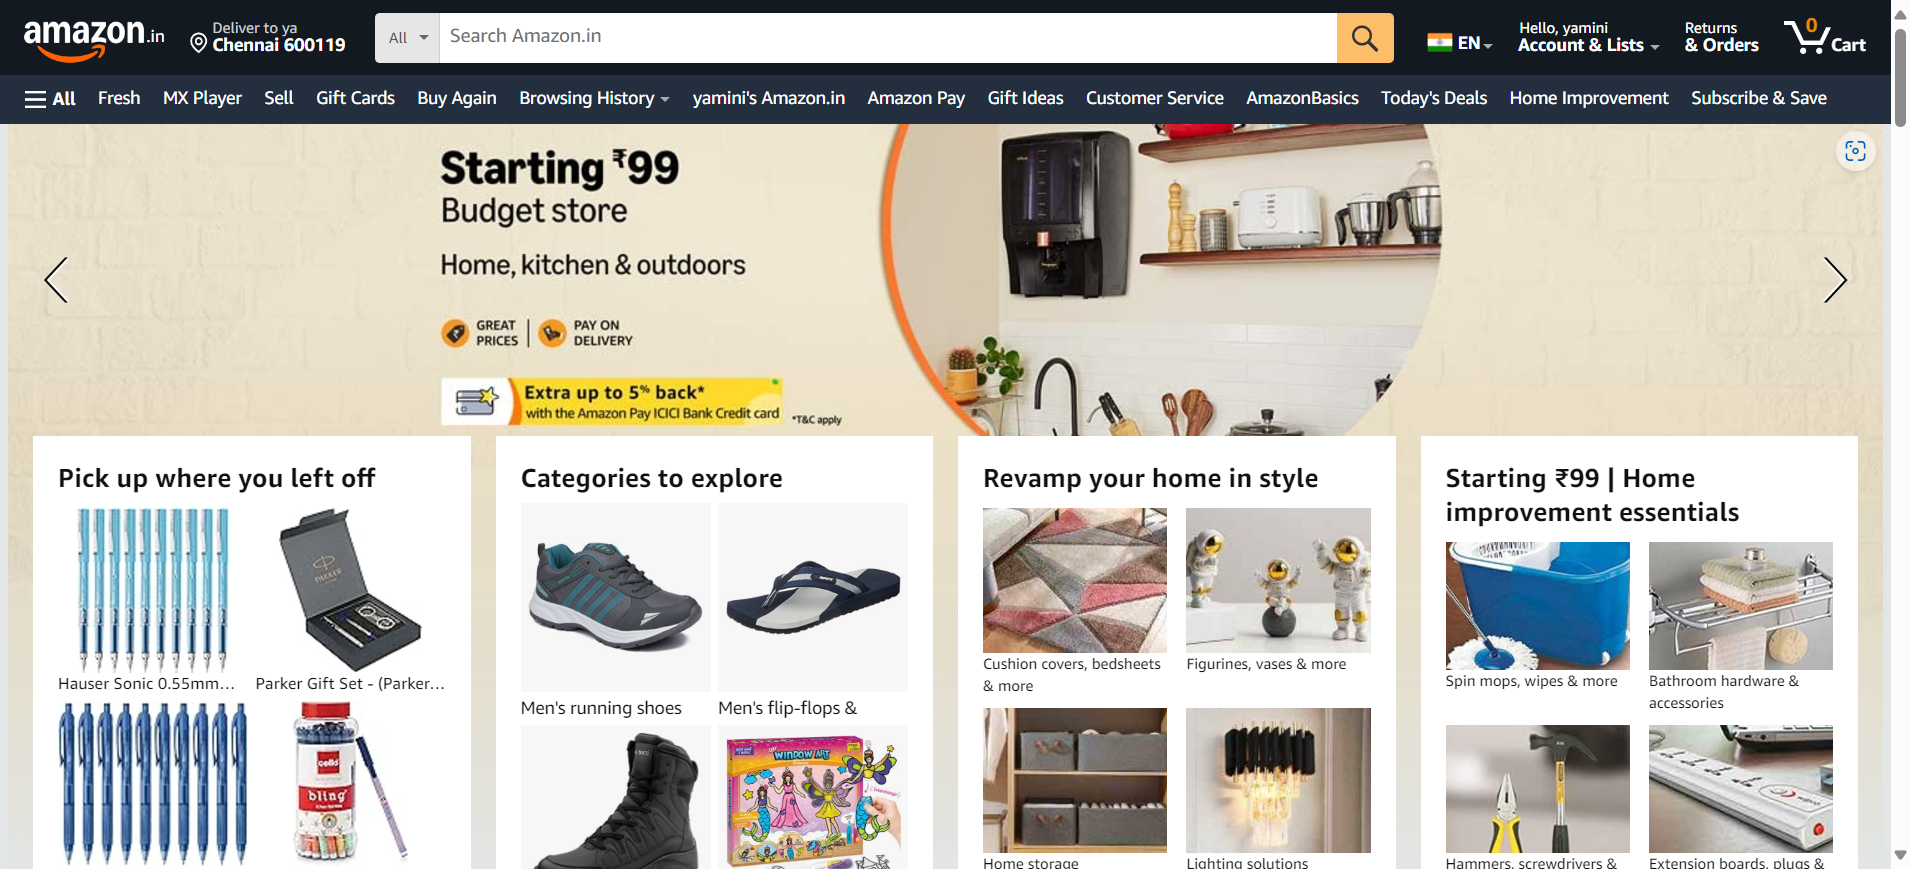 amazon.in
Deliver to ya
Chennai 600119
All
Search Amazon.in
EN
Hello, yamini
Account & Lists
Returns
& Orders
0
Cart
All
Fresh
MX Player
Sell
Gift Cards
Buy Again
Browsing History
yamini's Amazon.in
Amazon Pay
Gift Ideas
Customer Service
AmazonBasics
Today's Deals
Home Improvement
Subscribe & Save
Starting ₹99
Budget store
Home, kitchen & outdoors
GREAT
PRICES
PAY ON
DELIVERY
Extra up to 5% back*
with the Amazon Pay ICICI Bank Credit card
*T&C apply
Pick up where you left off
PARKER
Hauser Sonic 0.55mm...
Parker Gift Set - (Parker...
cello
bling
Categories to explore
Men's running shoes
Men's flip-flops &
WINDOW ART
Revamp your home in style
Cushion covers, bedsheets
& more
Figurines, vases & more
Home storage
Lighting solutions
Starting ₹99 | Home
improvement essentials
Spin mops, wipes & more
Bathroom hardware &
accessories
wipro
Hammers, screwdrivers &
Extension boards, plugs &